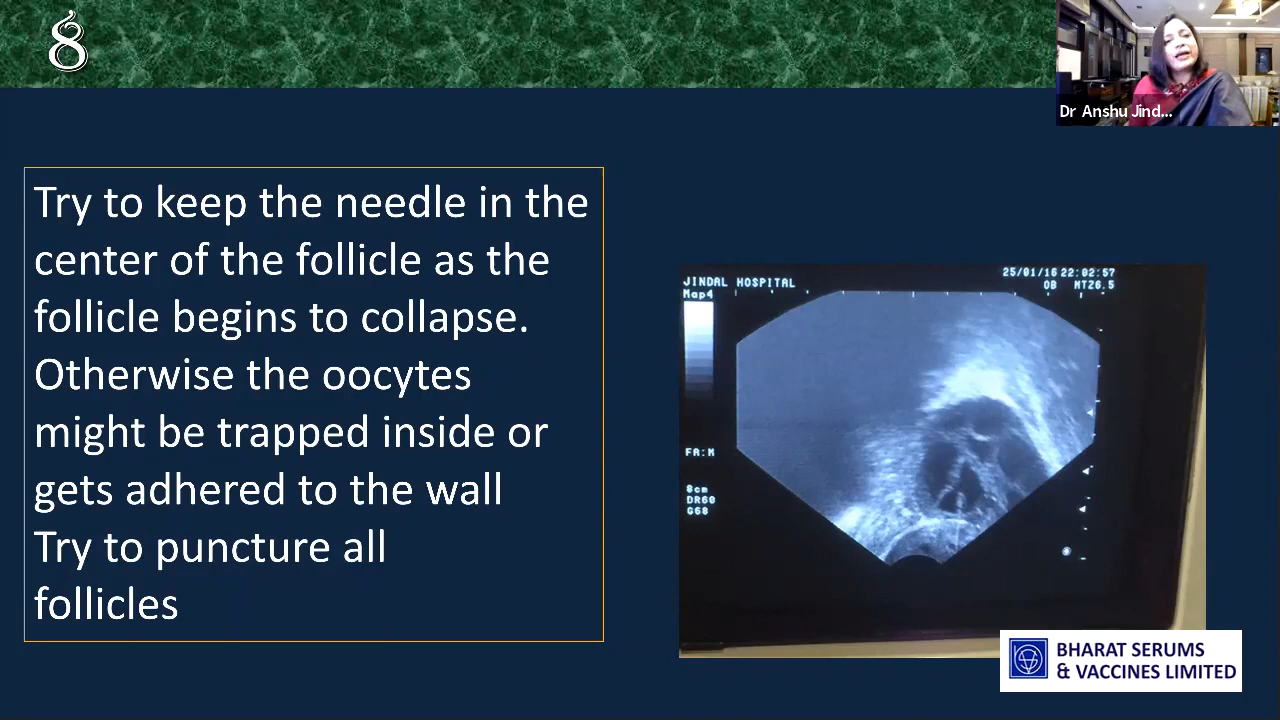 8
Dr Anshu Jind...
Try to keep the needle in the
center of the follicle as the
follicle begins to collapse.
Otherwise the oocytes
might be trapped inside or
gets adhered to the wall
Try to puncture all
follicles
JINDAL HOSPITAL
Map4
25/01/16 22:02:57
OB MT26.5
FA:M
8cm
DR60
G68
BHARAT SERUMS
& VACCINES LIMITED